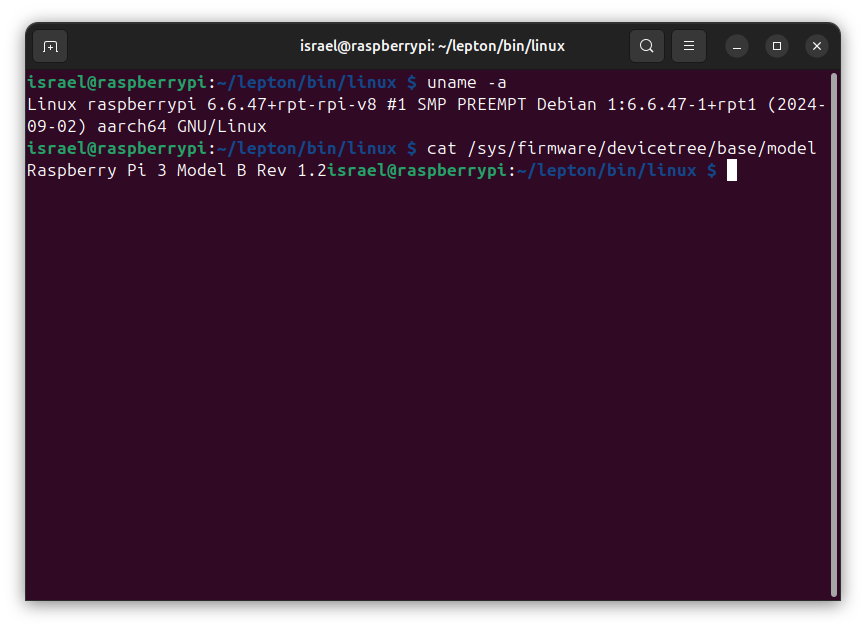 israel@raspberrypi: ~/lepton/bin/linux
israel@raspberrypi:~/lepton/bin/linux $ uname -a
Linux raspberrypi 6.6.47+rpt-rpi-v8 #1 SMP PREEMPT Debian 1:6.6.47-1+rpt1 (2024-
09-02) aarch64 GNU/Linux
israel@raspberrypi:~/lepton/bin/linux $ cat /sys/firmware/devicetree/base/model
Raspberry Pi 3 Model B Rev 1.2israel@raspberrypi:~/lepton/bin/linux $